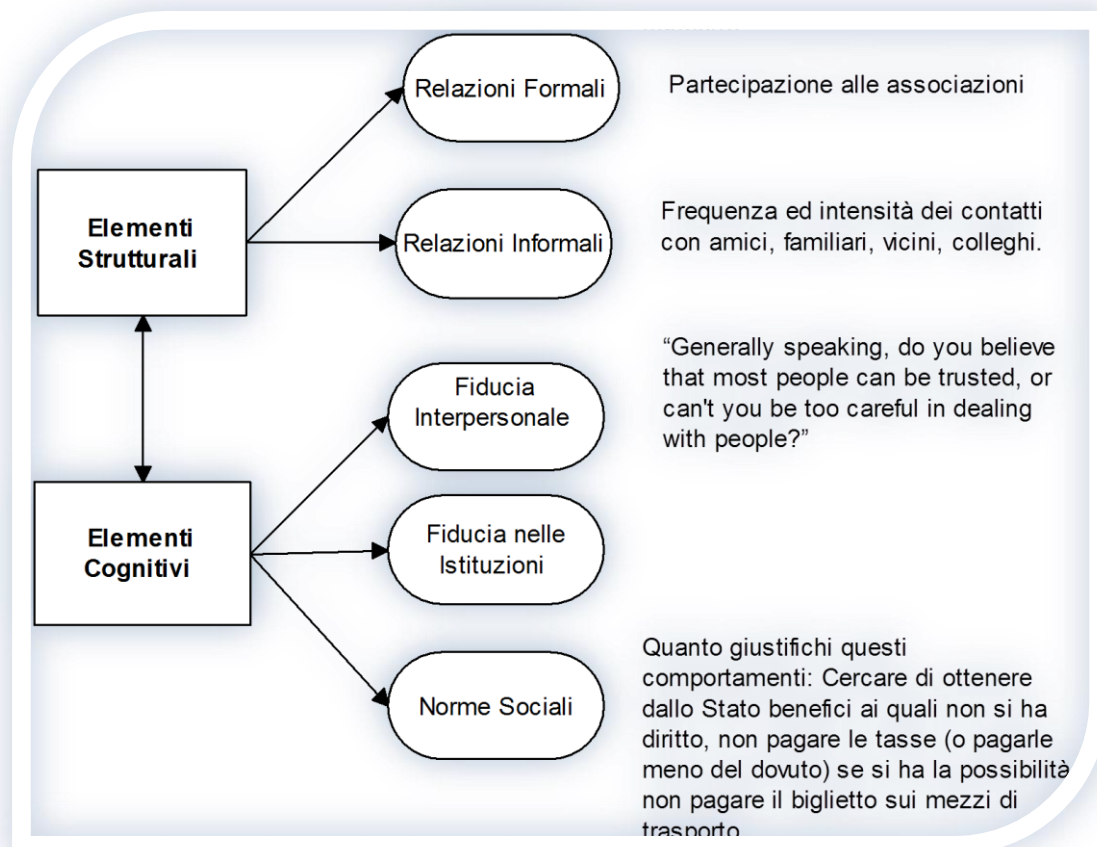 Relazioni Formali
Partecipazione alle associazioni
Elementi
Strutturali
Relazioni Informali
Frequenza ed intensità dei contatti
con amici, familiari, vicini, colleghi.
Fiducia
Interpersonale
“Generally speaking, do you believe
that most people can be trusted, or
can't you be too careful in dealing
with people?”
Elementi
Cognitivi
Fiducia nelle
Istituzioni
Norme Sociali
Quanto giustifichi questi
comportamenti: Cercare di ottenere
dallo Stato benefici ai quali non si ha
diritto, non pagare le tasse (o pagarle
meno del dovuto) se si ha la possibilità
non pagare il biglietto sui mezzi di
trasporto